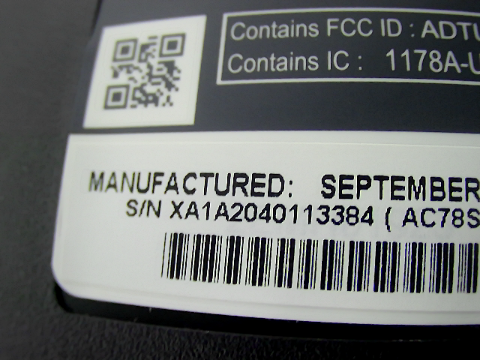 Contains FCC ID : ADTU
Contains IC : 1178A-U
MANUFACTURED: SEPTEMBER
S/N XA1A2040113384 ( AC78S